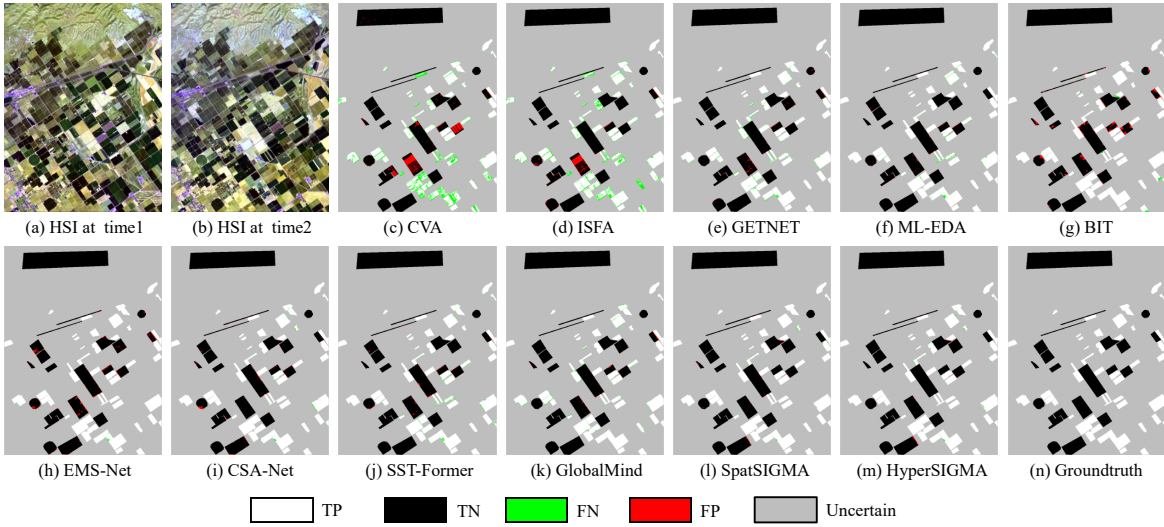 (a) HSI at time1
(b) HSI at time2
(c) CVA
(d) ISFA
(e) GETNET
(f) ML-EDA
(g) BIT
(h) EMS-Net
(i) CSA-Net
(j) SST-Former
(k) GlobalMind
(l) SpatSIGMA
(m) HyperSIGMA
(n) Groundtruth
TP
TN
FN
FP
Uncertain